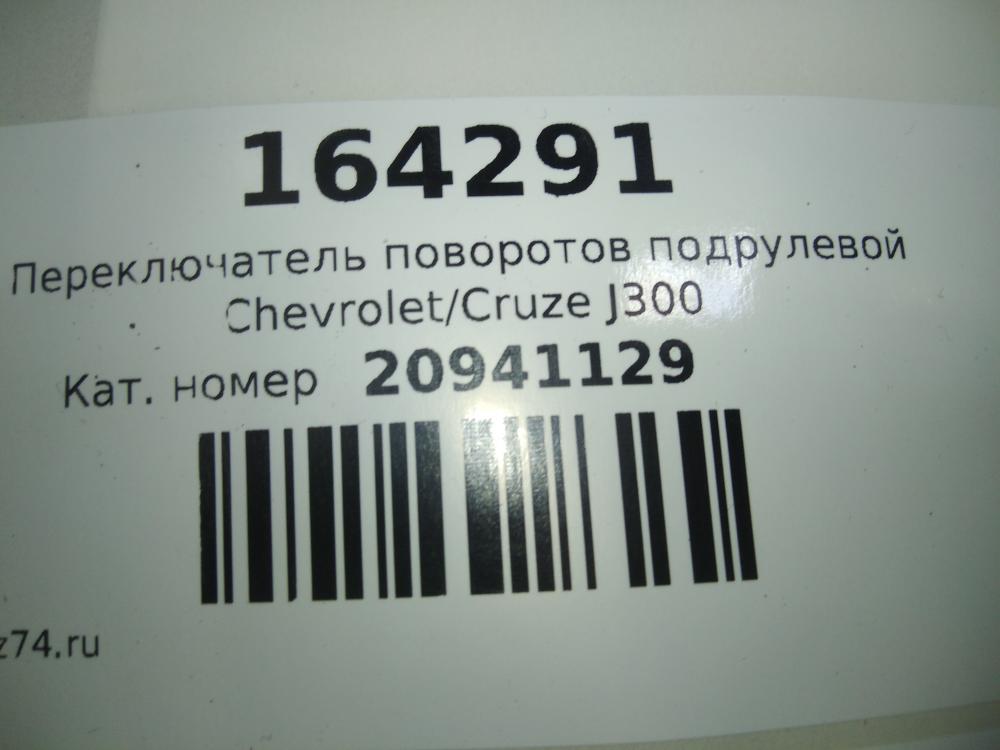 164291
Переключатель поворотов подрулевой
Chevrolet/Cruze J300
Кат. номер 20941129
z74.ru